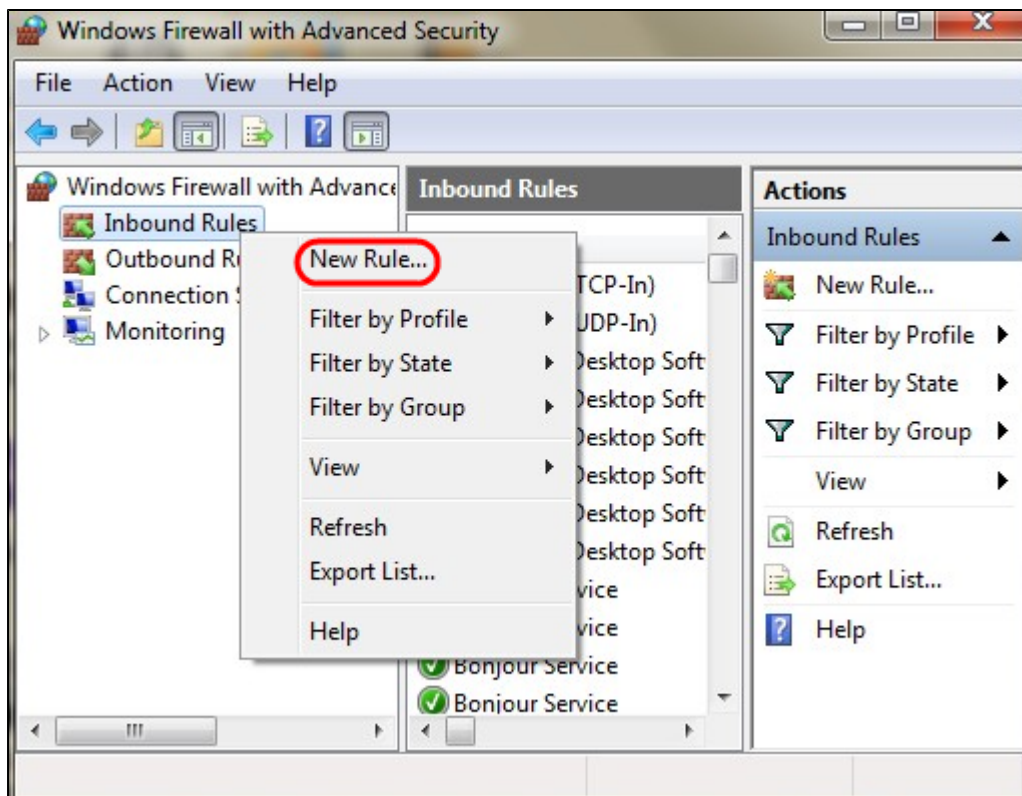 Windows Firewall with Advanced Security
File Action View Help
Windows Firewall with Advance
Inbound Rules
Outbound Ru
Connection S
Monitoring
New Rule...
Filter by Profile
Filter by State
Filter by Group
View
Refresh
Export List...
Help
Inbound Rules
TCP-In)
UDP-In)
Desktop Soft
Desktop Soft
Desktop Soft
Desktop Soft
Desktop Soft
Desktop Soft
vice
vice
Bonjour Service
Bonjour Service
Actions
Inbound Rules
New Rule...
Filter by Profile
Filter by State
Filter by Group
View
Refresh
Export List...
Help